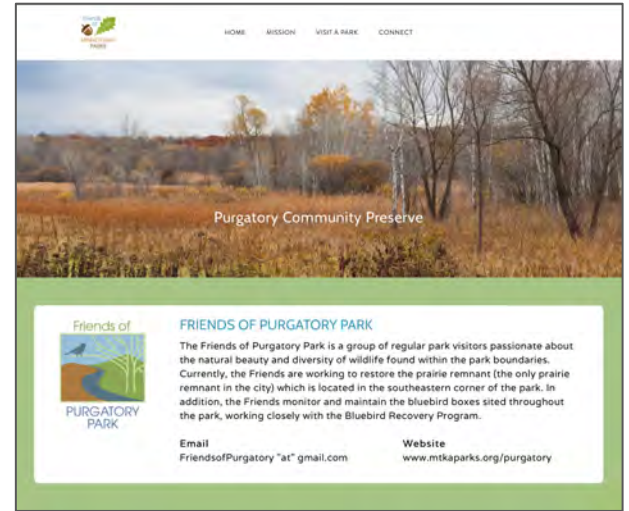 Friends
of
MINNETONKA
PARKS
HOME MISSION VISIT A PARK CONNECT
Purgatory Community Preserve
Friends of
PURGATORY
PARK
FRIENDS OF PURGATORY PARK
The Friends of Purgatory Park is a group of regular park visitors passionate about
the natural beauty and diversity of wildlife found within the park boundaries.
Currently, the Friends are working to restore the prairie remnant (the only prairie
remnant in the city) which is located in the southeastern corner of the park. In
addition, the Friends monitor and maintain the bluebird boxes sited throughout
the park, working closely with the Bluebird Recovery Program.
Email
FriendsofPurgatory "at" gmail.com
Website
www.mtkaparks.org/purgatory